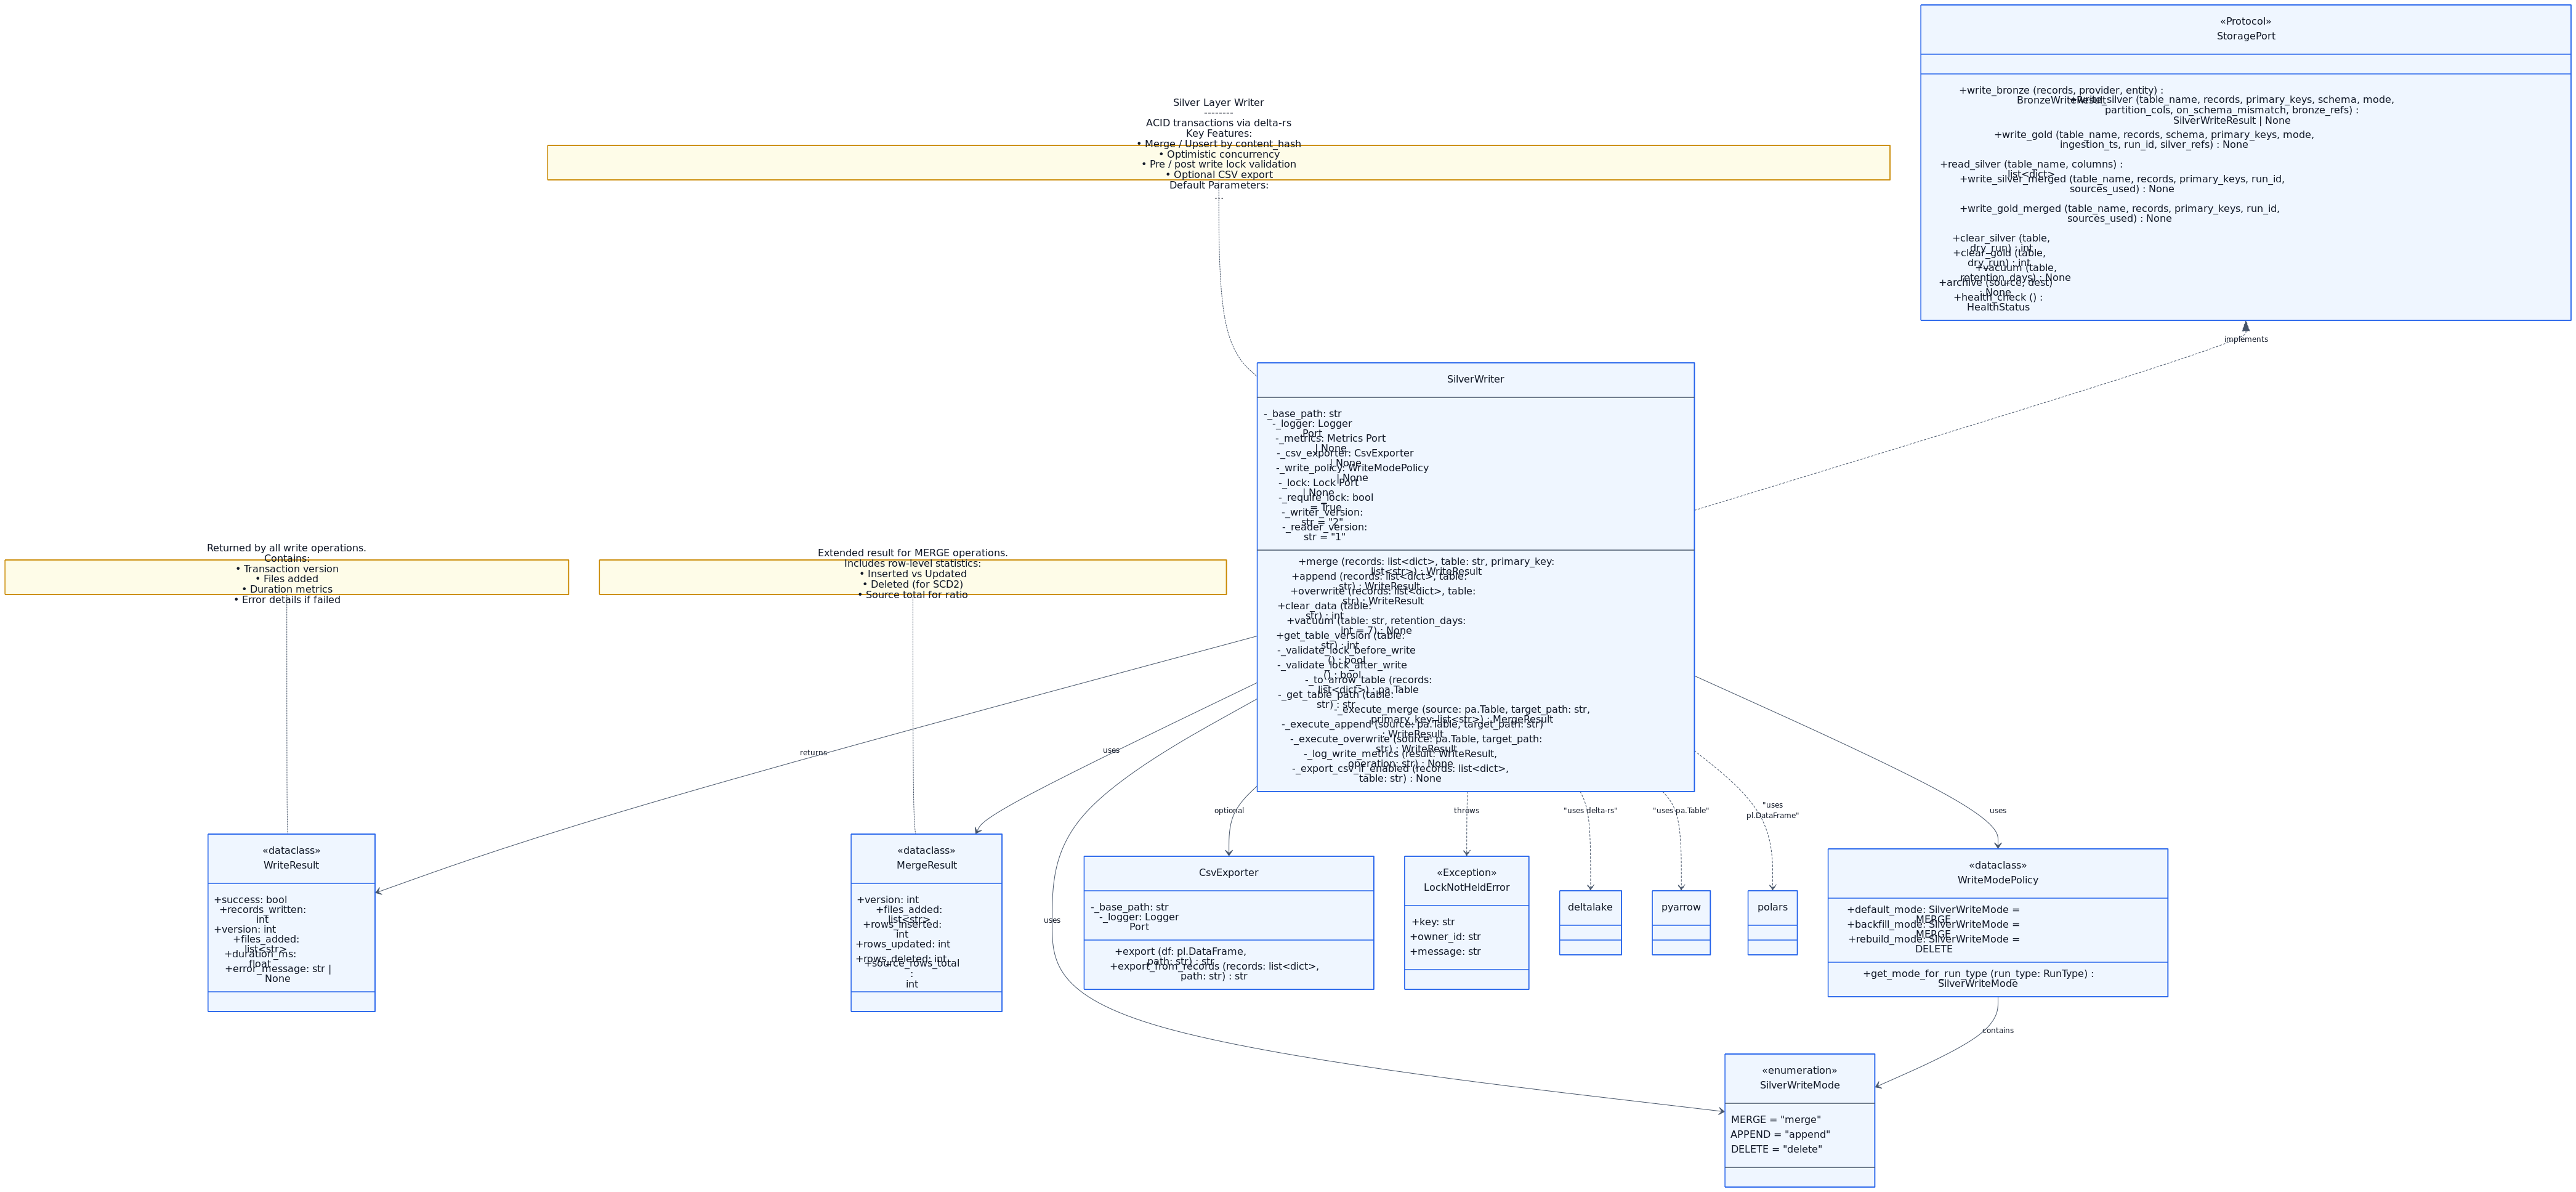 «Protocol»
StoragePort
+write_bronze (records, provider, entity) :
BronzeWriteResult
+write_silver (table_name, records, primary_keys, schema, mode,
partition_cols, on_schema_mismatch, bronze_refs) :
SilverWriteResult | None
+write_gold (table_name, records, schema, primary_keys, mode,
ingestion_ts, run_id, silver_refs) : None
+read_silver (table_name, columns) :
list<dict>
+write_silver_merged (table_name, records, primary_keys, run_id,
sources_used) : None
+write_gold_merged (table_name, records, primary_keys, run_id,
sources_used) : None
+clear_silver (table,
dry_run) : int
+clear_gold (table,
dry_run) : int
+vacuum (table,
retention_days) : None
+archive (source, dest)
: None
+health_check () :
HealthStatus
Silver Layer Writer
--------
ACID transactions via delta-rs
Key Features:
• Merge / Upsert by content_hash
• Optimistic concurrency
• Pre / post write lock validation
• Optional CSV export
Default Parameters:
...
implements
SilverWriter
-_base_path: str
-_logger: Logger
Port
-_metrics: Metrics Port
| None
-_csv_exporter: CsvExporter
| None
-_write_policy: WriteModePolicy
| None
-_lock: Lock Port
| None
-_require_lock: bool
= True
-_writer_version:
str = "2"
-_reader_version:
str = "1"
+merge (records: list<dict>, table: str, primary_key:
list<str>) : WriteResult
+append (records: list<dict>, table:
str) : WriteResult
+overwrite (records: list<dict>, table:
str) : WriteResult
+clear_data (table:
str) : int
+vacuum (table: str, retention_days:
int = 7) : None
+get_table_version (table:
str) : int
-_validate_lock_before_write
() : bool
-_validate_lock_after_write
() : bool
-_to_arrow_table (records:
list<dict>) : pa.Table
-_get_table_path (table:
str) : str
-_execute_merge (source: pa.Table, target_path: str,
primary_key: list<str>) : MergeResult
-_execute_append (source: pa.Table, target_path: str)
: WriteResult
-_execute_overwrite (source: pa.Table, target_path:
str) : WriteResult
-_log_write_metrics (result: WriteResult,
operation: str) : None
-_export_csv_if_enabled (records: list<dict>,
table: str) : None
Returned by all write operations.
Contains:
• Transaction version
• Files added
• Duration metrics
• Error details if failed
Extended result for MERGE operations.
Includes row-level statistics:
• Inserted vs Updated
• Deleted (for SCD2)
• Source total for ratio
returns
uses
uses
optional
throws
"uses delta-rs"
"uses pa.Table"
"uses
pl.DataFrame"
uses
«dataclass»
WriteResult
+success: bool
+records_written:
int
+version: int
+files_added:
list<str>
+duration_ms:
float
+error_message: str |
None
«dataclass»
MergeResult
+version: int
+files_added:
list<str>
+rows_inserted:
int
+rows_updated: int
+rows_deleted: int
+source_rows_total
:
int
CsvExporter
-_base_path: str
-_logger: Logger
Port
+export (df: pl.DataFrame,
path: str) : str
+export_from_records (records: list<dict>,
path: str) : str
«Exception»
LockNotHeldError
+key: str
+owner_id: str
+message: str
deltalake
pyarrow
polars
«dataclass»
WriteModePolicy
+default_mode: SilverWriteMode =
MERGE
+backfill_mode: SilverWriteMode =
MERGE
+rebuild_mode: SilverWriteMode =
DELETE
+get_mode_for_run_type (run_type: RunType) :
SilverWriteMode
contains
«enumeration»
SilverWriteMode
MERGE = "merge"
APPEND = "append"
DELETE = "delete"